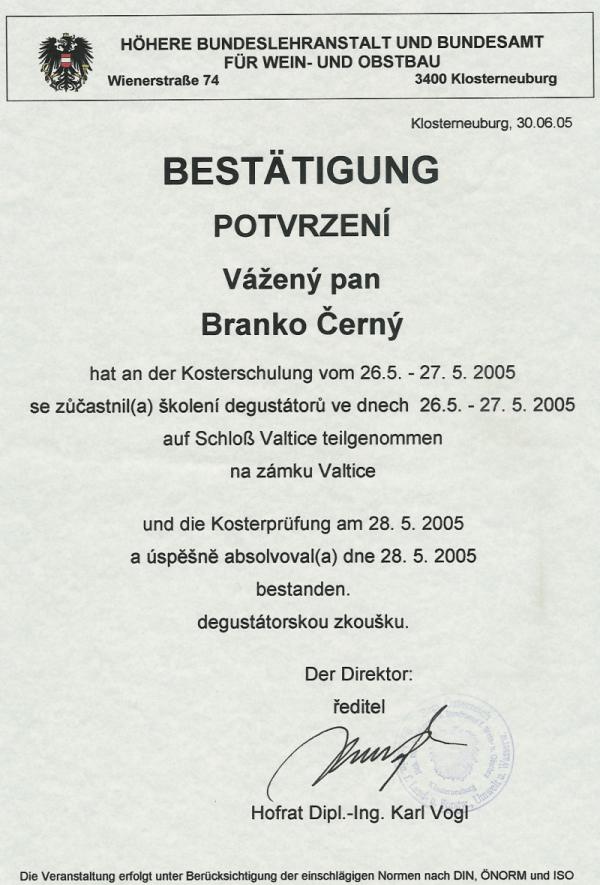 HÖHERE BUNDESLEHRANSTALT UND BUNDESAMT
FÜR WEIN- UND OBSTBAU
Wienerstraße 74 3400 Klosterneuburg
Klosterneuburg, 30.06.05
BESTÄTIGUNG
POTVRZENÍ
Vážený pan
Branko Černý
hat an der Kosterschulung vom 26.5. - 27. 5. 2005
se zůčastnil(a) školení degustátorů ve dnech 26.5. - 27. 5. 2005
auf Schloß Valtice teilgenommen
na zámku Valtice
und die Kosterprüfung am 28. 5. 2005
a úspěšně absolvoval(a) dne 28. 5. 2005
bestanden.
degustátorskou zkoušku.
Der Direktor:
ředitel
Klosterneuburg
Hofrat Dipl.-Ing. Karl Vogl
Die Veranstaltung erfolgt unter Berücksichtigung der einschlägigen Normen nach DIN, ÖNORM und ISO